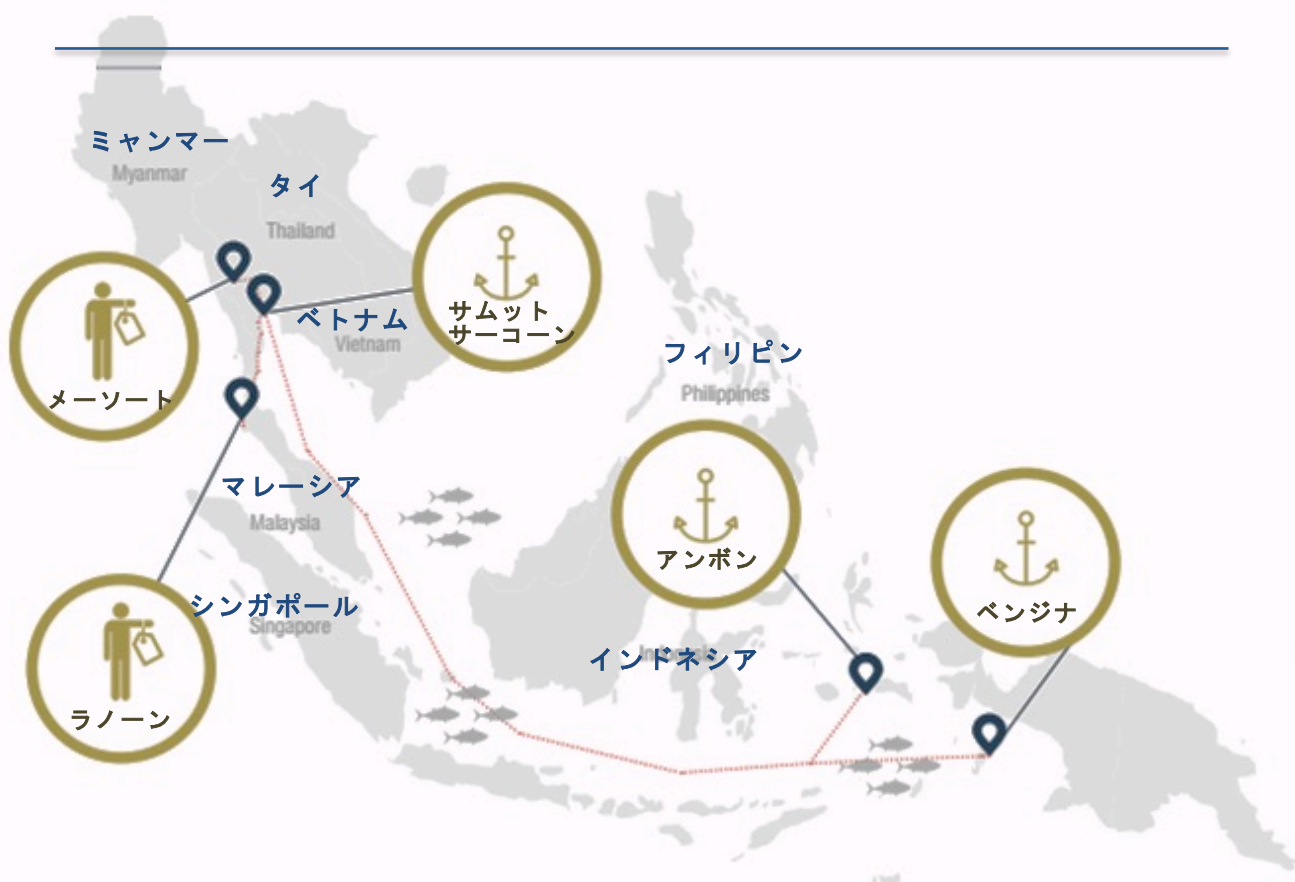 ミャンマー
Myanmar
タイ
Thailand
サムット
サーコーン
ベトナム
Vietnam
フィリピン
Philippines
メーソート
マレーシア
Malaysia
アンボン
シンガポール
Singapore
ベンジナ
インドネシア
Indonesia
ラノーン